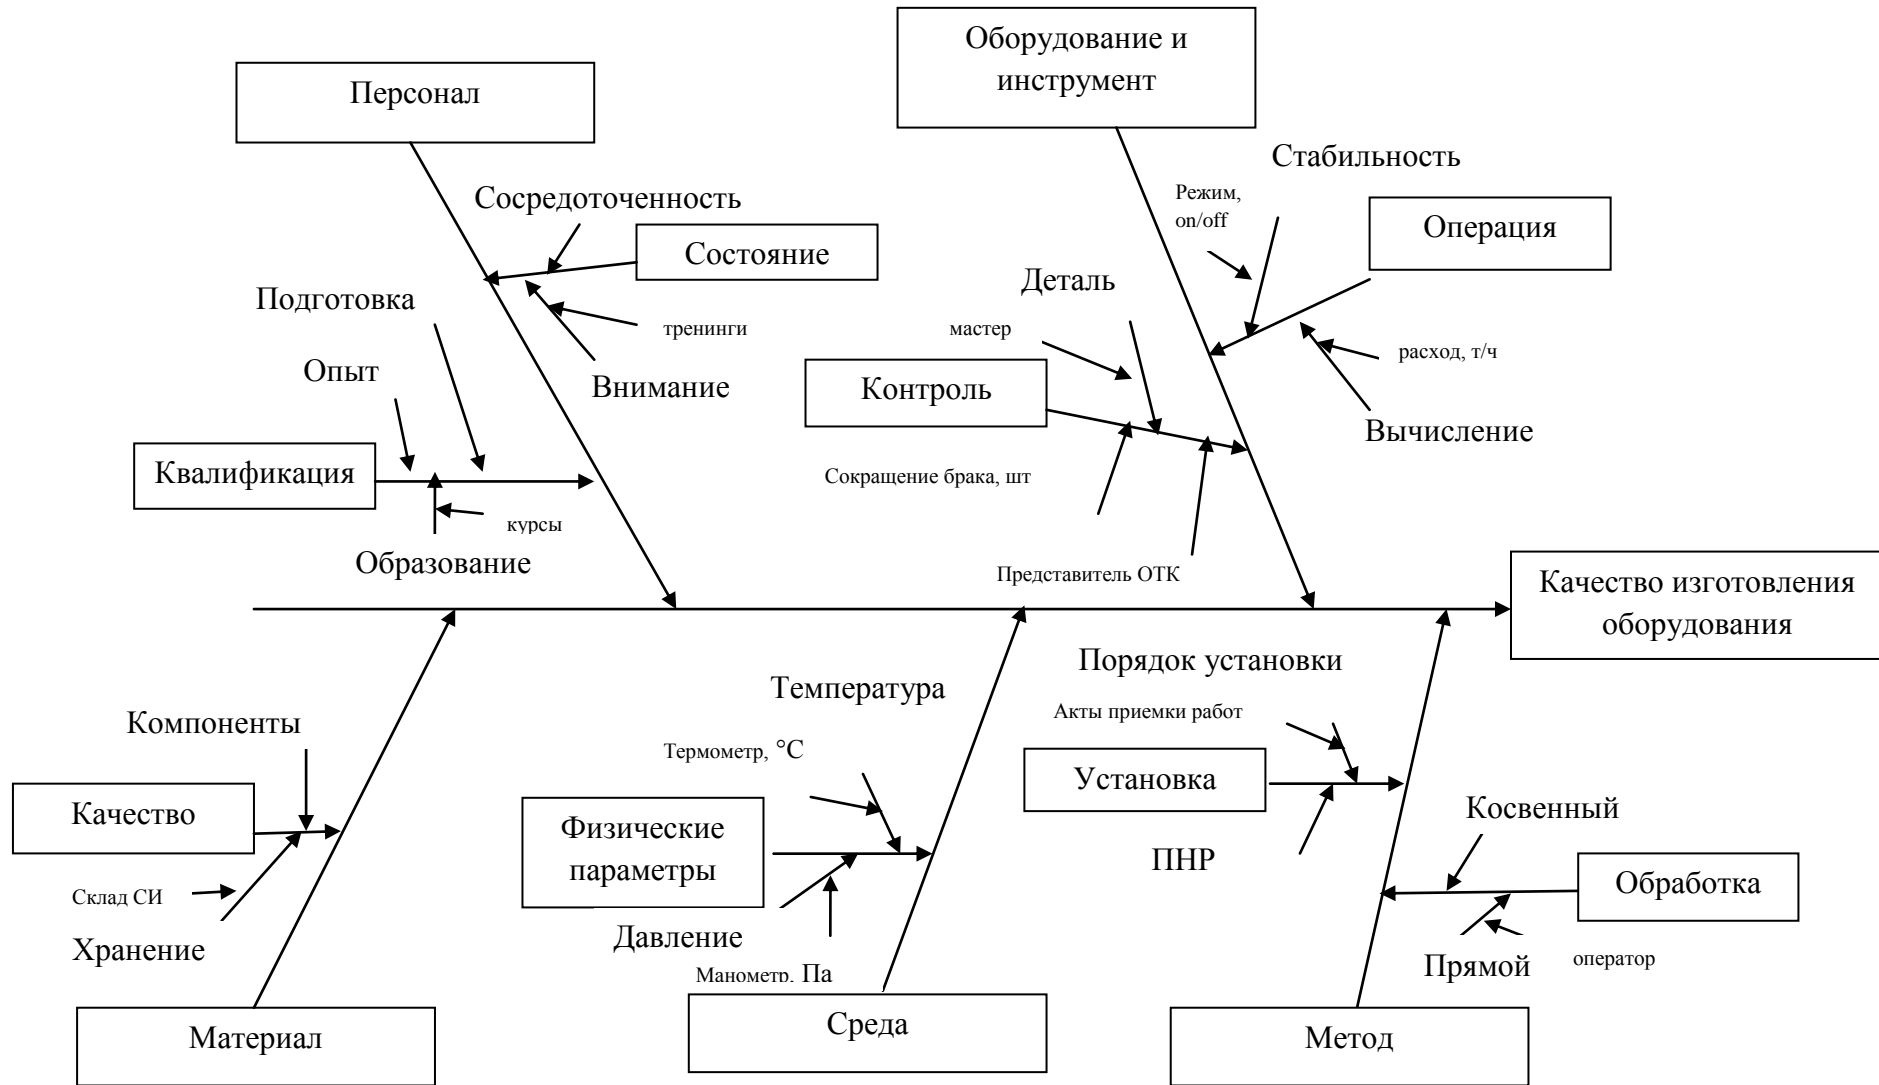 Оборудование и
инструмент
Персонал
Стабильность
Режим,
on/off
Сосредоточенность
Операция
Состояние
Деталь
Подготовка
тренинги
мастер
расход, т/ч
Опыт
Внимание
Контроль
Вычисление
Квалификация
Сокращение брака, шт
курсы
Образование
Представитель ОТК
Качество изготовления
оборудования
Порядок установки
Температура
Акты приемки работ
Компоненты
Термометр, °С
Установка
Качество
Косвенный
Физические
параметры
ПНР
Обработка
Склад СИ
Давление
Хранение
Прямой
оператор
Манометр. Па
Среда
Материал
Метод